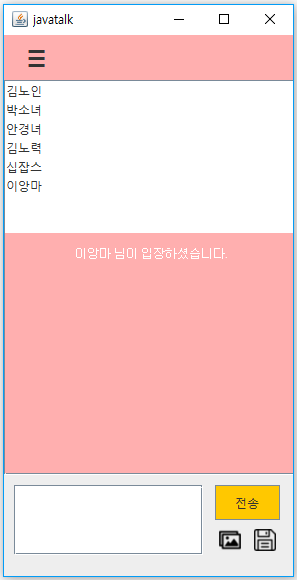 javatalk
김노인
박소녀
안경녀
김노력
십잡스
이앙마
이앙마 님이 입장하셨습니다.
전송